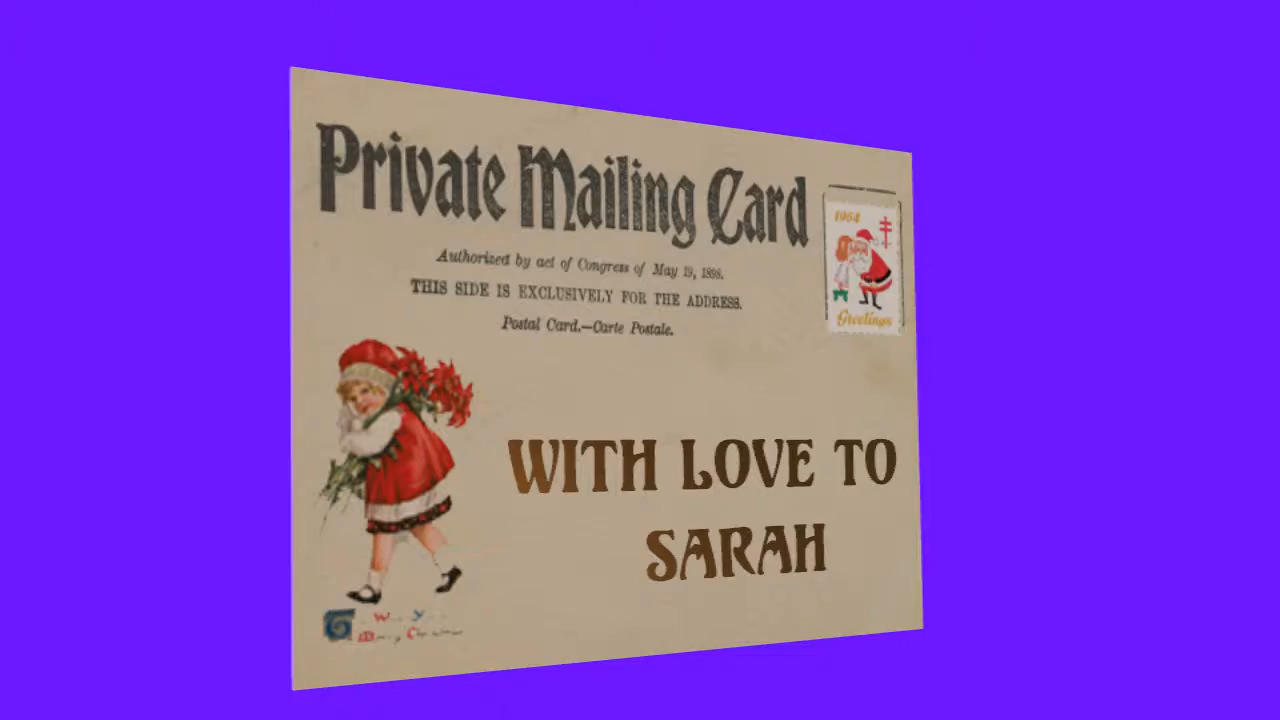 Private Mailing Card
1964
Authorized by act of Congress of May 19, 1898.
THIS SIDE IS EXCLUSIVELY FOR THE ADDRESS.
Greetings
Postal Card.—Carte Postale.
WITH LOVE TO
SARAH